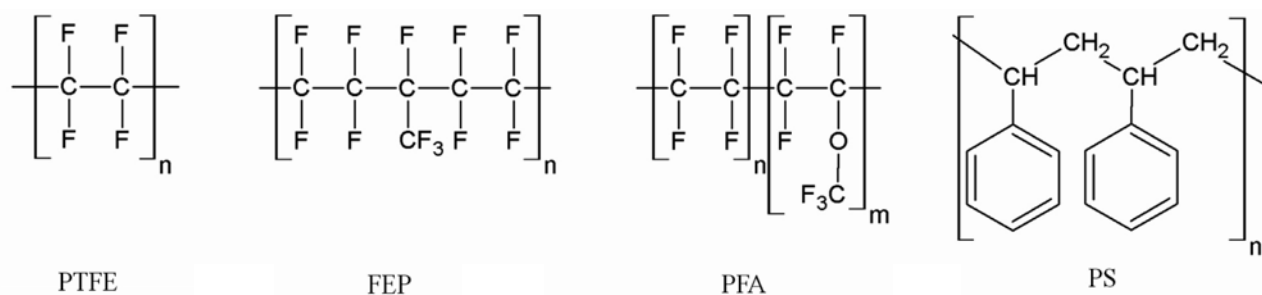 F F F F F F F F F F F CH2 CH2
C C C C C C C C C C C CH CH
F F F F CF3 F F F F F O
n n n
F3C
m
n
PTFE FEP PFA PS